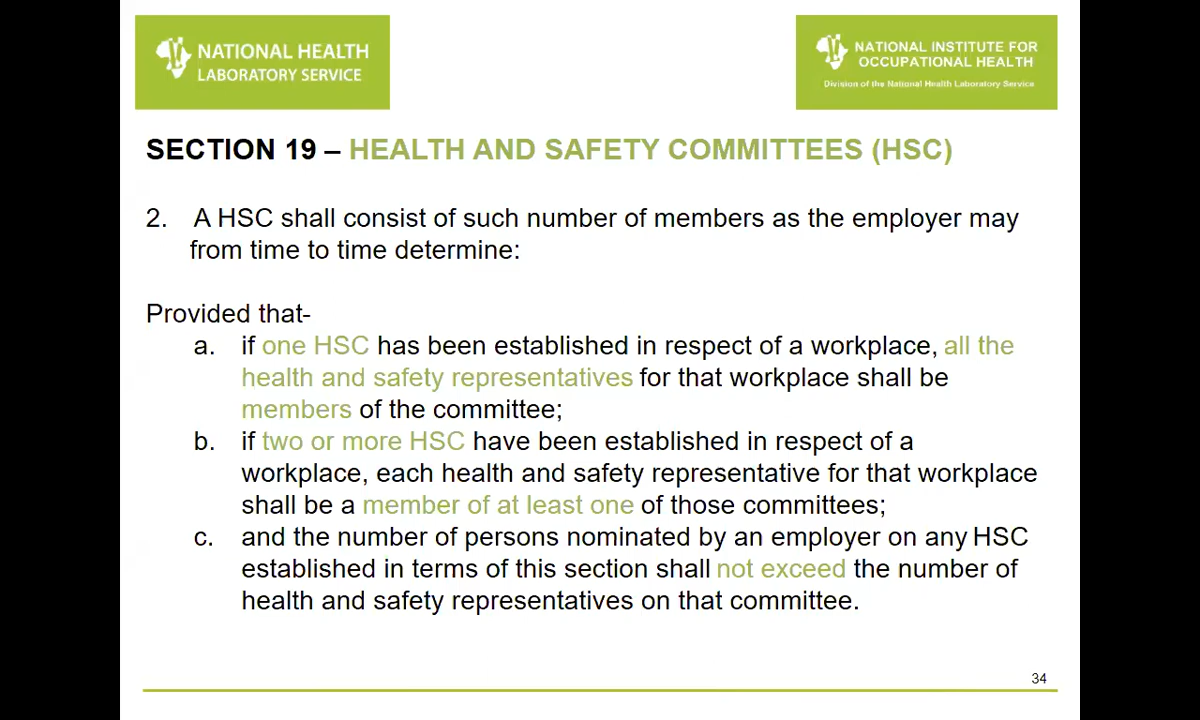 NATIONAL HEALTH
LABORATORY SERVICE
NATIONAL INSTITUTE FOR
OCCUPATIONAL HEALTH
Division of the National Health Laboratory Service
SECTION 19 – HEALTH AND SAFETY COMMITTEES (HSC)
2. A HSC shall consist of such number of members as the employer may
from time to time determine:
Provided that-
a. if one HSC has been established in respect of a workplace, all the
health and safety representatives for that workplace shall be
members of the committee;
b. if two or more HSC have been established in respect of a
workplace, each health and safety representative for that workplace
shall be a member of at least one of those committees;
c. and the number of persons nominated by an employer on any HSC
established in terms of this section shall not exceed the number of
health and safety representatives on that committee.
34